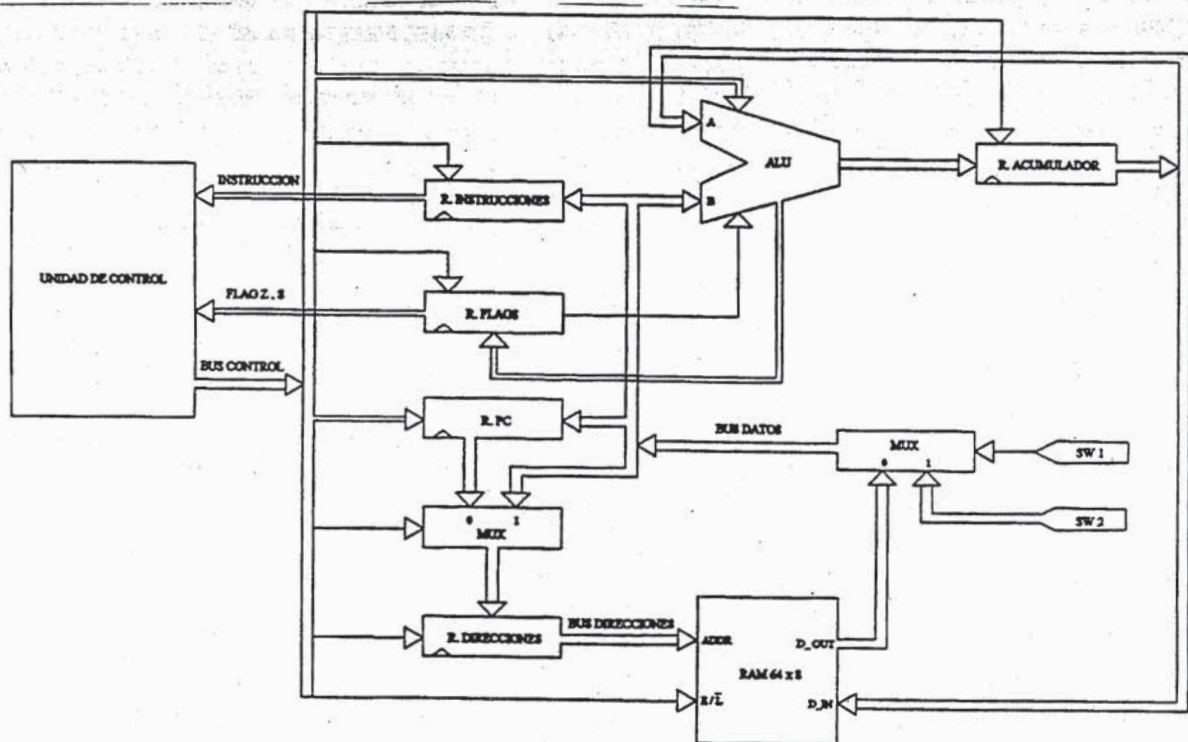 A
ALU
R. ACUMULADOR
INSTRUCCION
R. INSTRUCCIONES
B
UNIDAD DE CONTROL
FLAG Z , S
R. FLAGS
BUS CONTROL
R. PC
BUS DATOS
MUX
0 1
SW 1
SW 2
0 1
MUX
R. DIRECCIONES
BUS DIRECCIONES
ADDR
D_OUT
RAM 64 x 8
E / L̅
D_IN